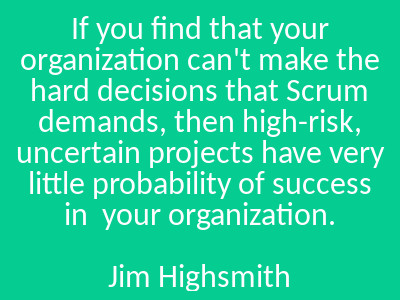 If you find that your
organization can't make the
hard decisions that Scrum
demands, then high-risk,
uncertain projects have very
little probability of success
in  your organization.
Jim Highsmith